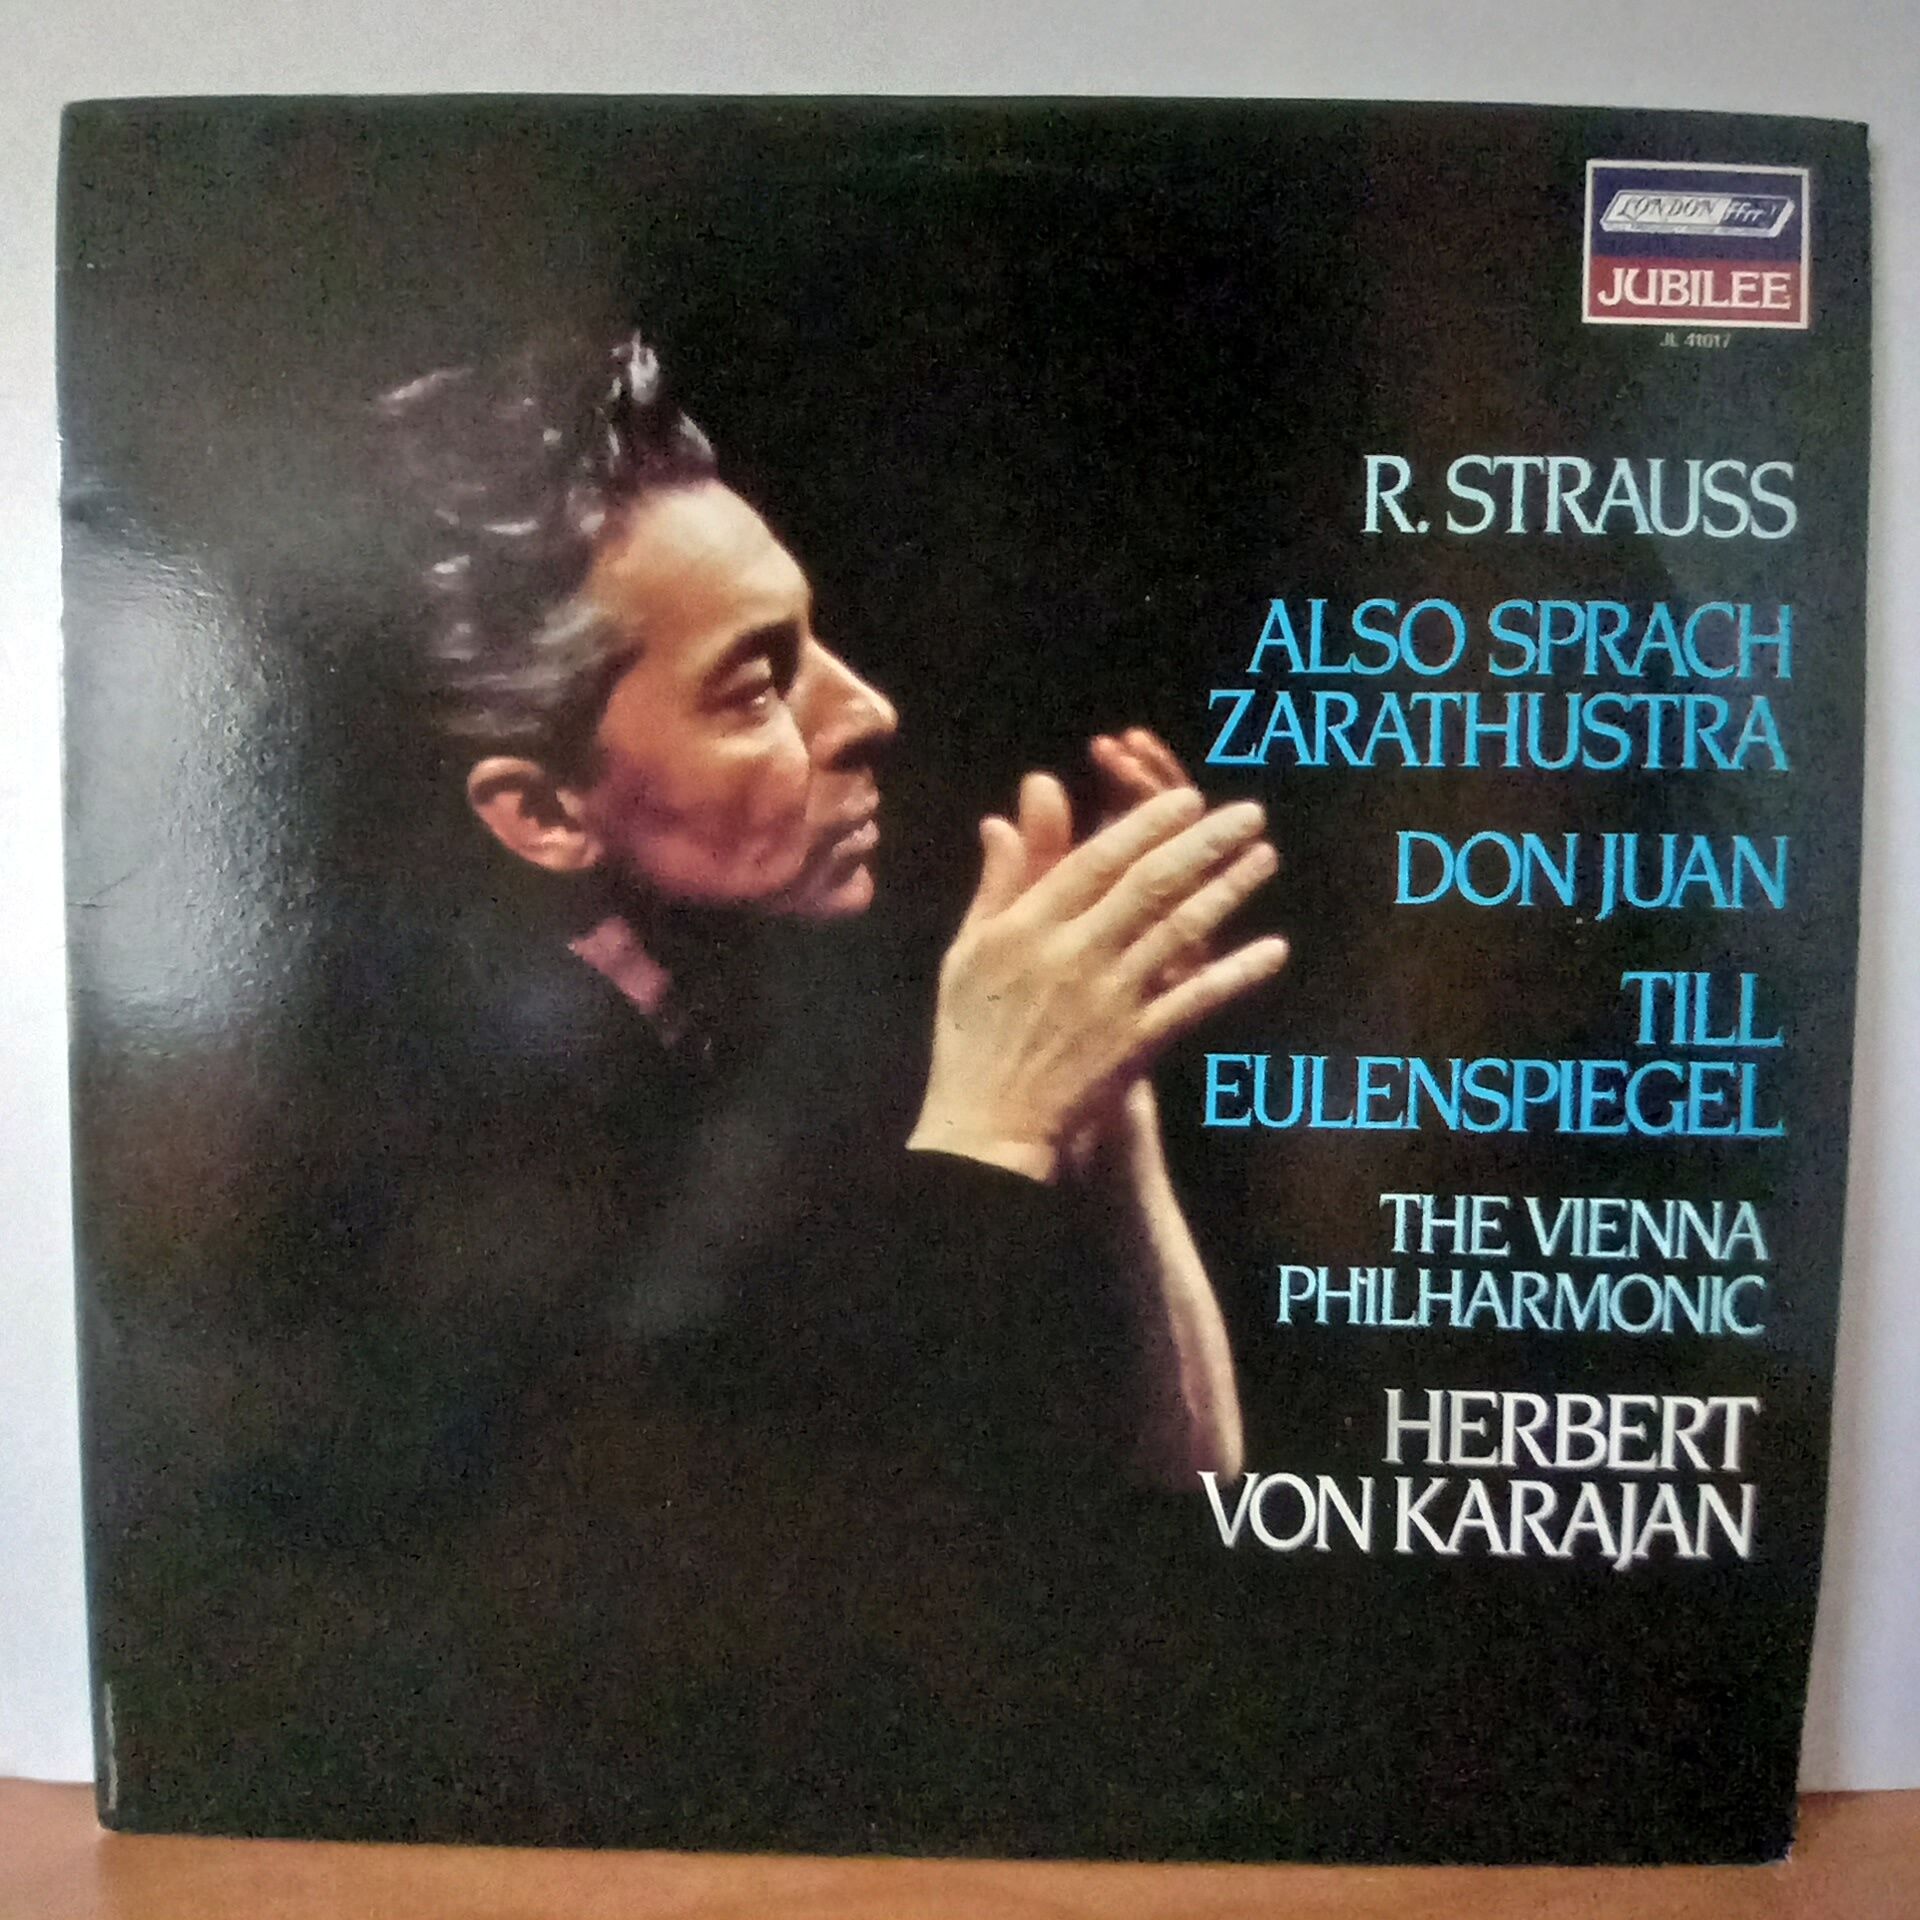 LONDON ffrr
JUBILEE
JL 41017
R. STRAUSS
ALSO SPRACH
ZARATHUSTRA
DON JUAN
TILL
EULENSPIEGEL
THE VIENNA
PHILHARMONIC
HERBERT
VON KARAJAN